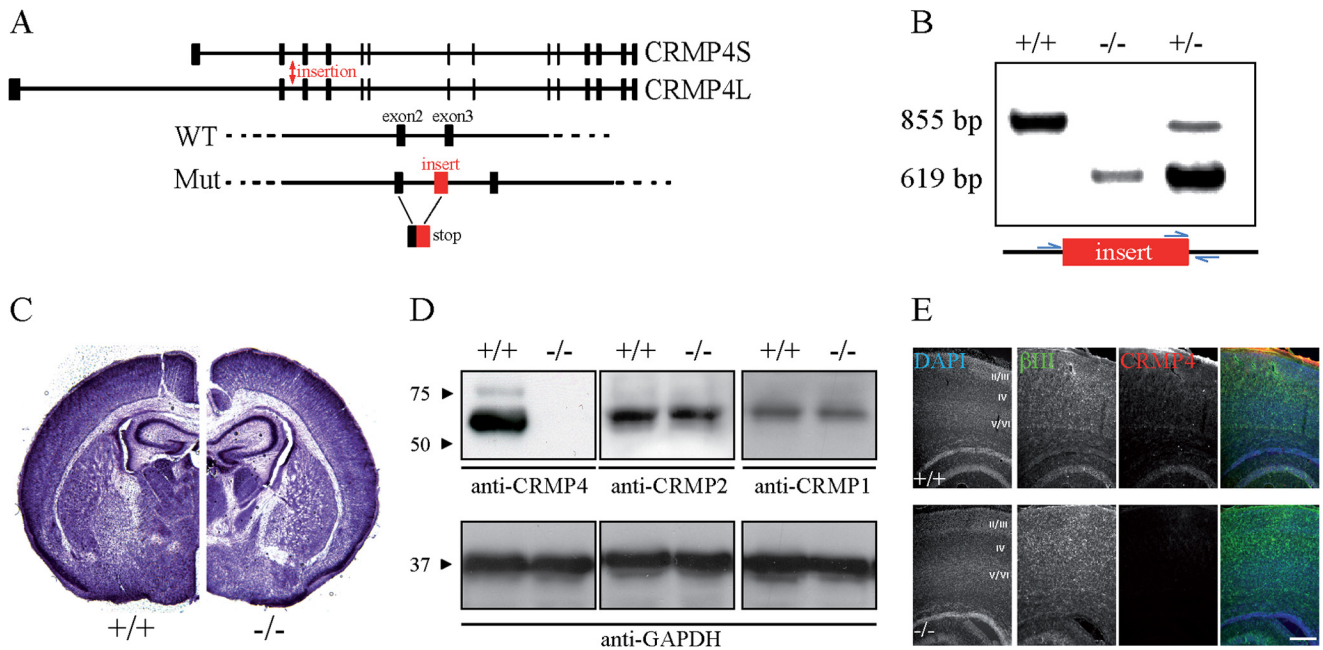 A
CRMP4S
insertion
CRMP4L
exon2 exon3
WT
insert
Mut
stop
B
+/+ -/- +/-
855 bp
619 bp
insert
C
+/+ -/-
D
+/+ -/- +/+ -/- +/+ -/-
75
50
anti-CRMP4 anti-CRMP2 anti-CRMP1
37
anti-GAPDH
E
DAPI βIII CRMP4
II/III
IV
V/VI
+/+
II/III
IV
V/VI
-/-